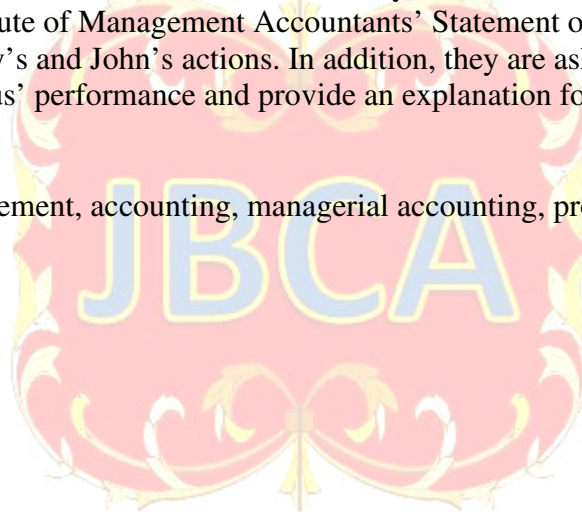 ute of Management Accountants’ Statement o
y’s and John’s actions. In addition, they are as
us’ performance and provide an explanation fo
ement, accounting, managerial accounting, pr
JBCA